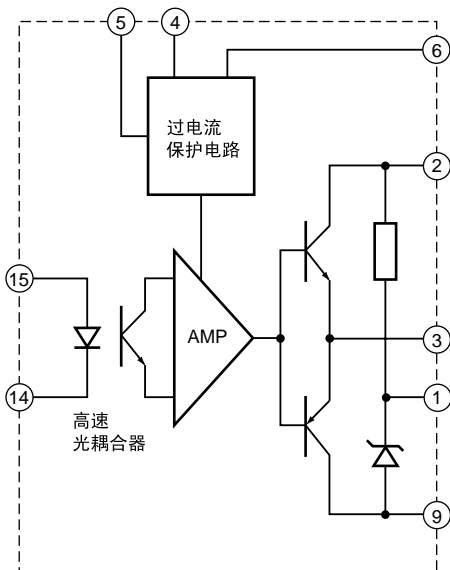 ⑤ ④
⑥
过电流
保护电路
②
⑮
AMP
③
⑭
①
高速
光耦合器
⑨